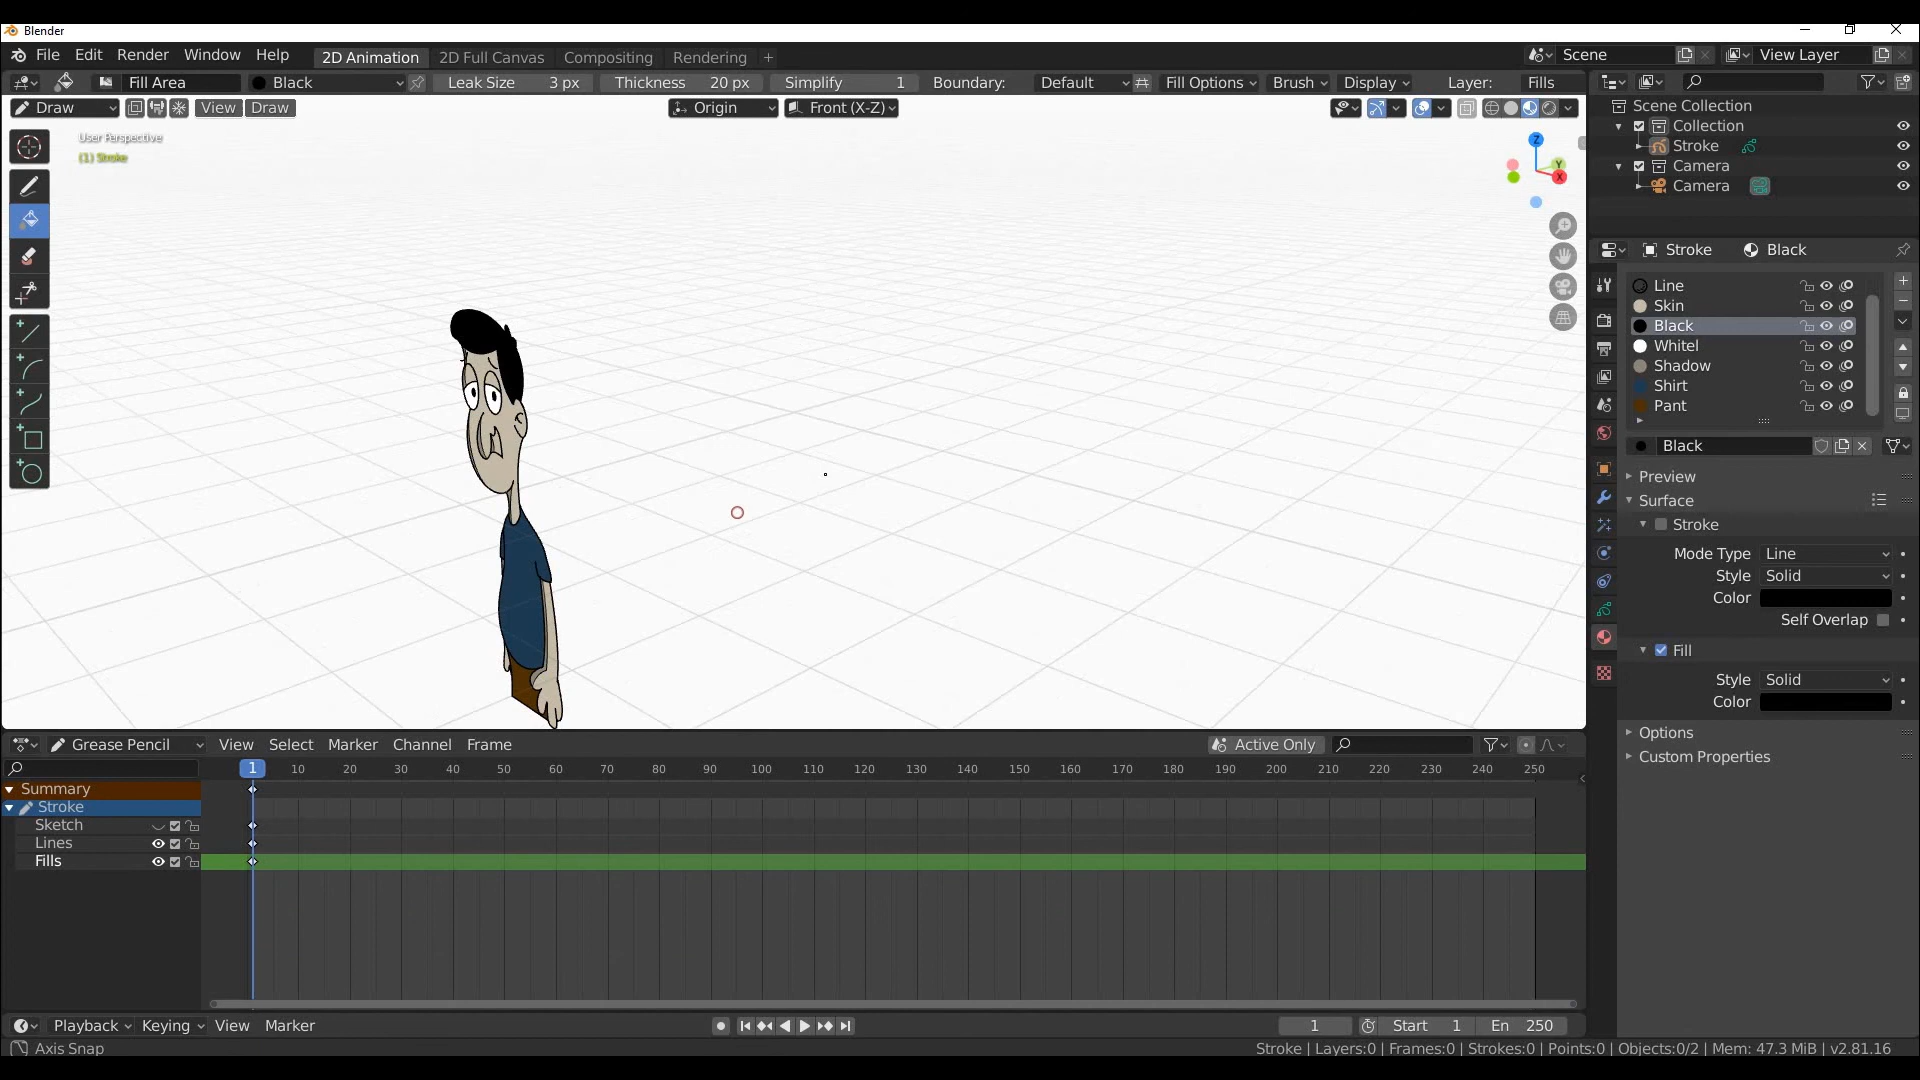 Blender
File Edit Render Window Help 2D Animation 2D Full Canvas Compositing Rendering + Scene View Layer
Fill Area Black Leak Size 3 px Thickness 20 px Simplify 1 Boundary: Default Fill Options Brush Display Layer: Fills
Draw View Draw Origin Front (X-Z)
User Perspective
(1) Stroke
Z
Y
X
Scene Collection
Collection
Stroke
Camera
Camera
Stroke Black
Line
Skin
Black
Whitel
Shadow
Shirt
Pant
Black
Preview
Surface
Stroke
Mode Type Line
Style Solid
Color
Self Overlap
Fill
Style Solid
Color
Options
Custom Properties
Grease Pencil View Select Marker Channel Frame Active Only
1 10 20 30 40 50 60 70 80 90 100 110 120 130 140 150 160 170 180 190 200 210 220 230 240 250
Summary
Stroke
Sketch
Lines
Fills
Playback Keying View Marker 1 Start 1 En 250
Axis Snap Stroke | Layers:0 | Frames:0 | Strokes:0 | Points:0 | Objects:0/2 | Mem: 47.3 MiB | v2.81.16